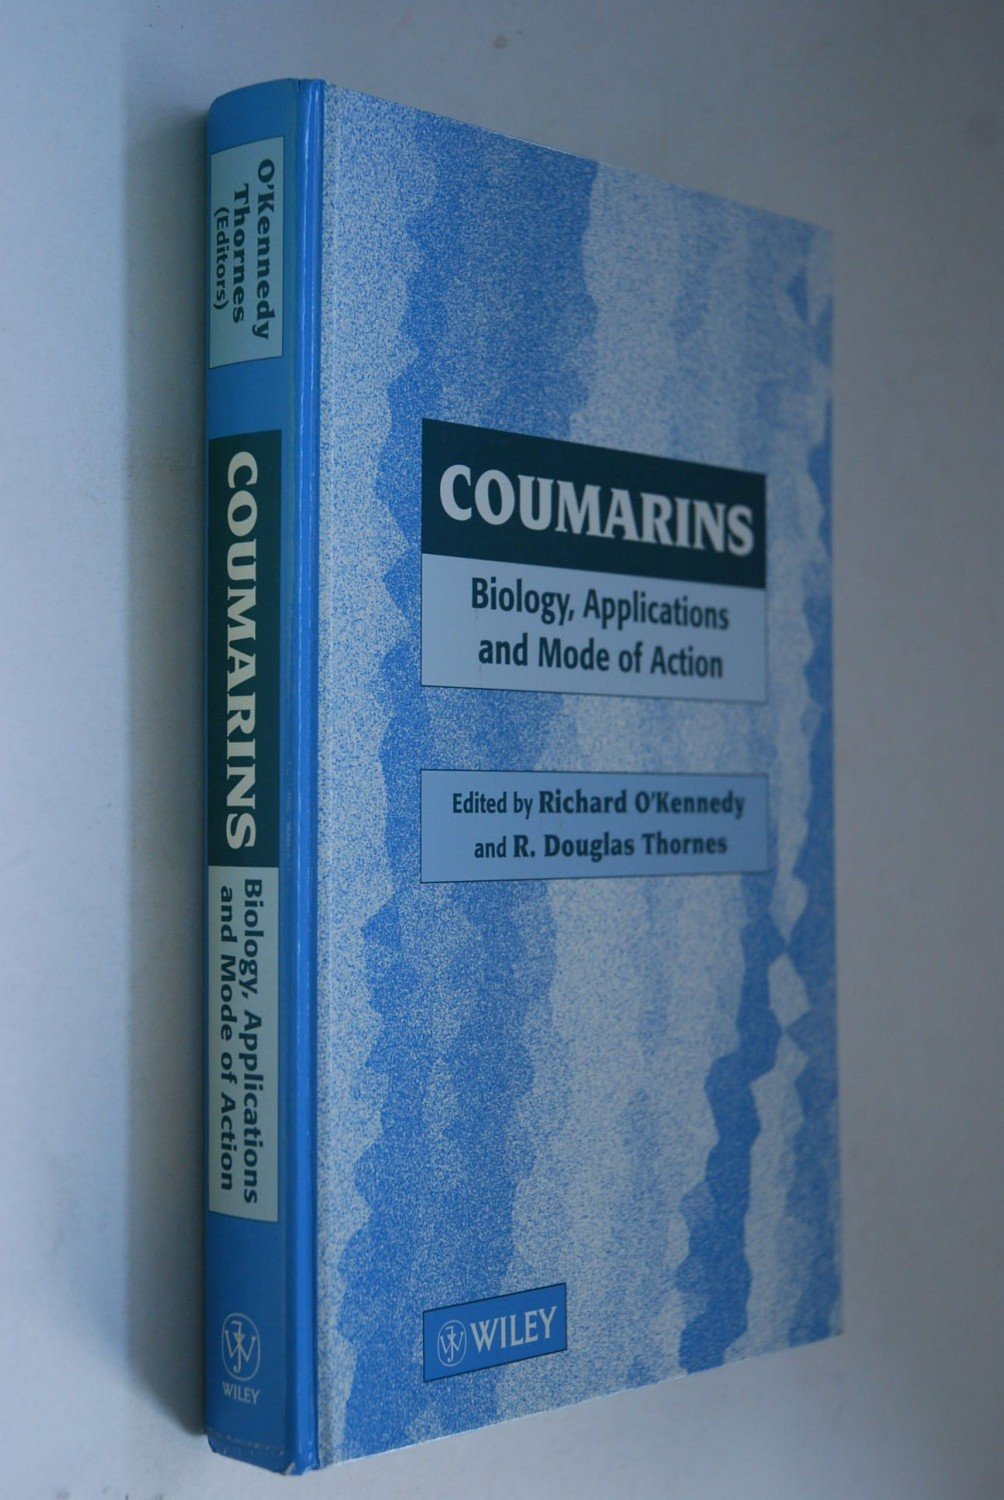 O'Kennedy
Thornes
(Editors)
COUMARINS
Biology, Applications
and Mode of Action
WILEY
COUMARINS
Biology, Applications
and Mode of Action
Edited by Richard O'Kennedy
and R. Douglas Thornes
WILEY